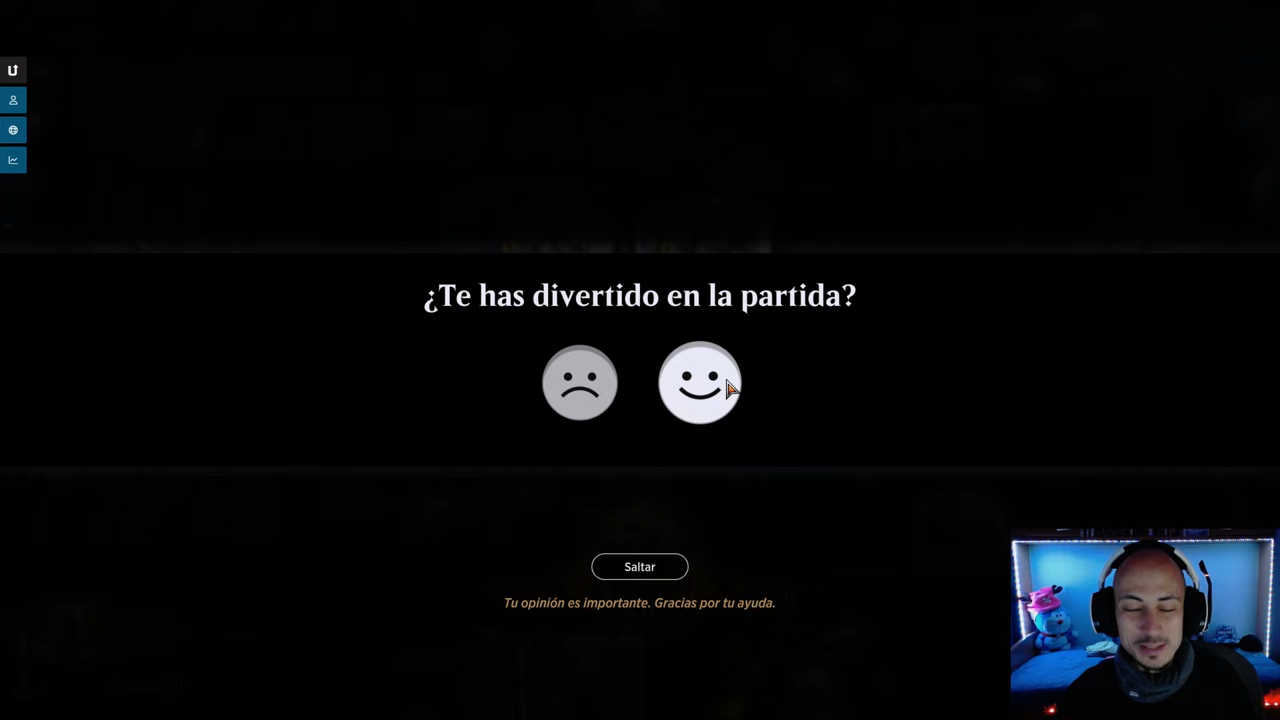 ¿Te has divertido en la partida?
Saltar
Tu opinión es importante. Gracias por tu ayuda.